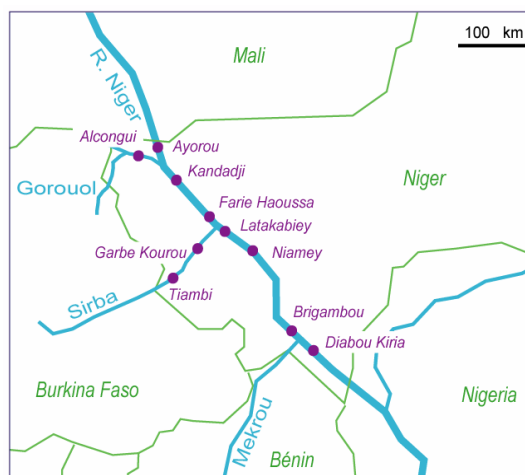 100 km
Mali
R. Niger
Alcongui
Ayorou
Kandadji
Niger
Gorouol
Farie Haoussa
Latakabiey
Garbe Kourou
Niamey
Tiambi
Sirba
Brigambou
Diabou Kiria
Burkina Faso
Nigeria
Mekrou
Bénin